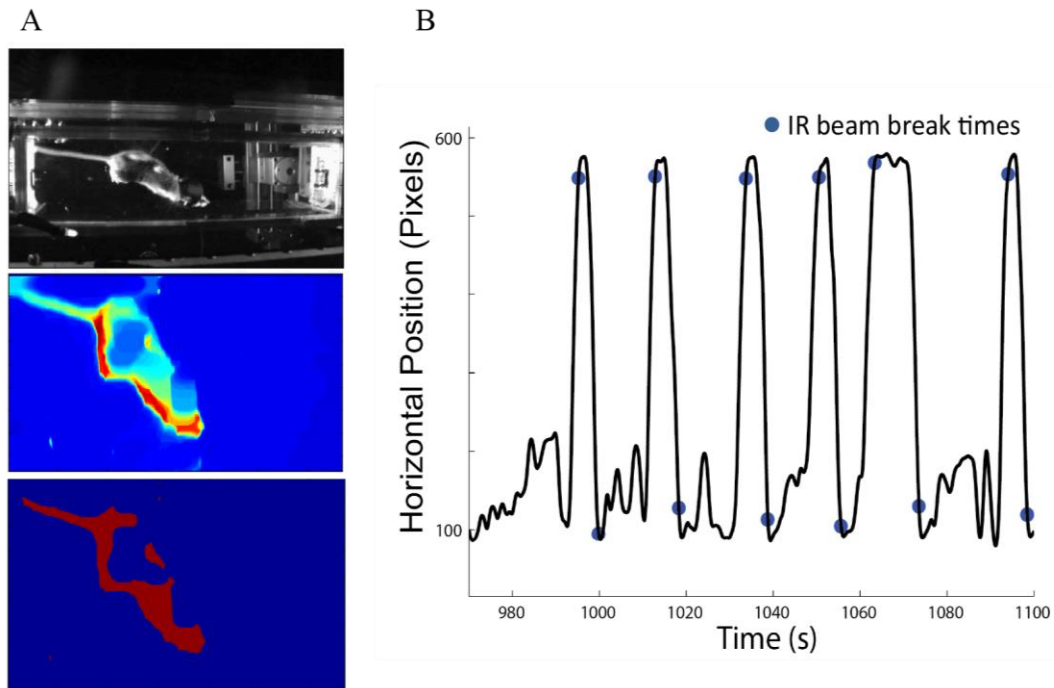 A
B
IR beam break times
Horizontal Position (Pixels)
600
100
980
1000
1020
1040
1060
1080
1100
Time (s)